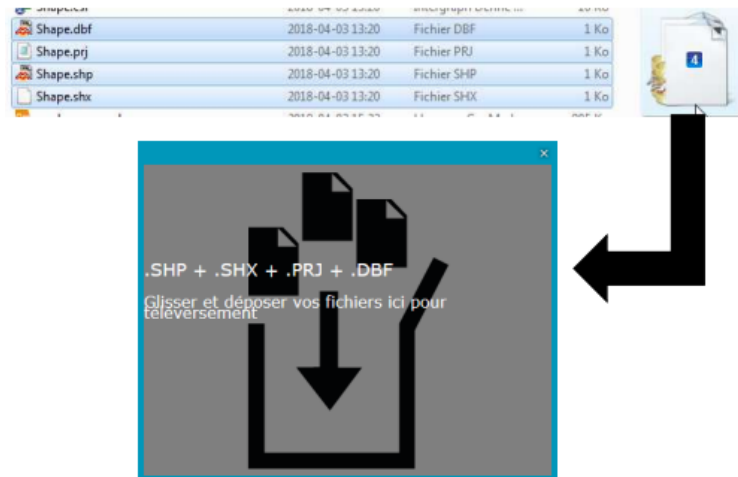 Shape.dbf 2018-04-03 13:20 Fichier DBF 1 Ko
Shape.prj 2018-04-03 13:20 Fichier PRJ 1 Ko
Shape.shp 2018-04-03 13:20 Fichier SHP 1 Ko
Shape.shx 2018-04-03 13:20 Fichier SHX 1 Ko
4
.SHP + .SHX + .PRJ + .DBF
Glisser et déposer vos fichiers ici pour
téléversement